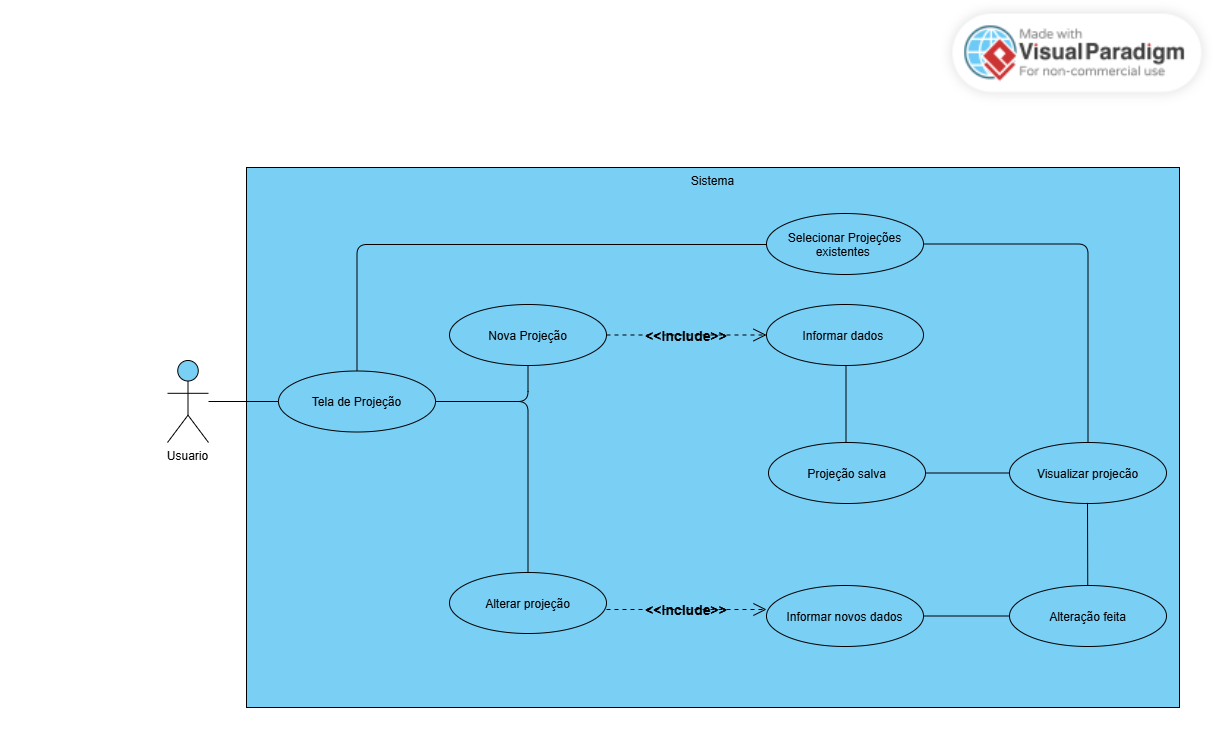 Made with
Visual Paradigm
For non-commercial use
Sistema
Selecionar Projeções
existentes
Nova Projeção
<<Include>>
Informar dados
Tela de Projeção
Usuario
Projeção salva
Visualizar projecão
Alterar projeção
<<Include>>
Informar novos dados
Alteração feita